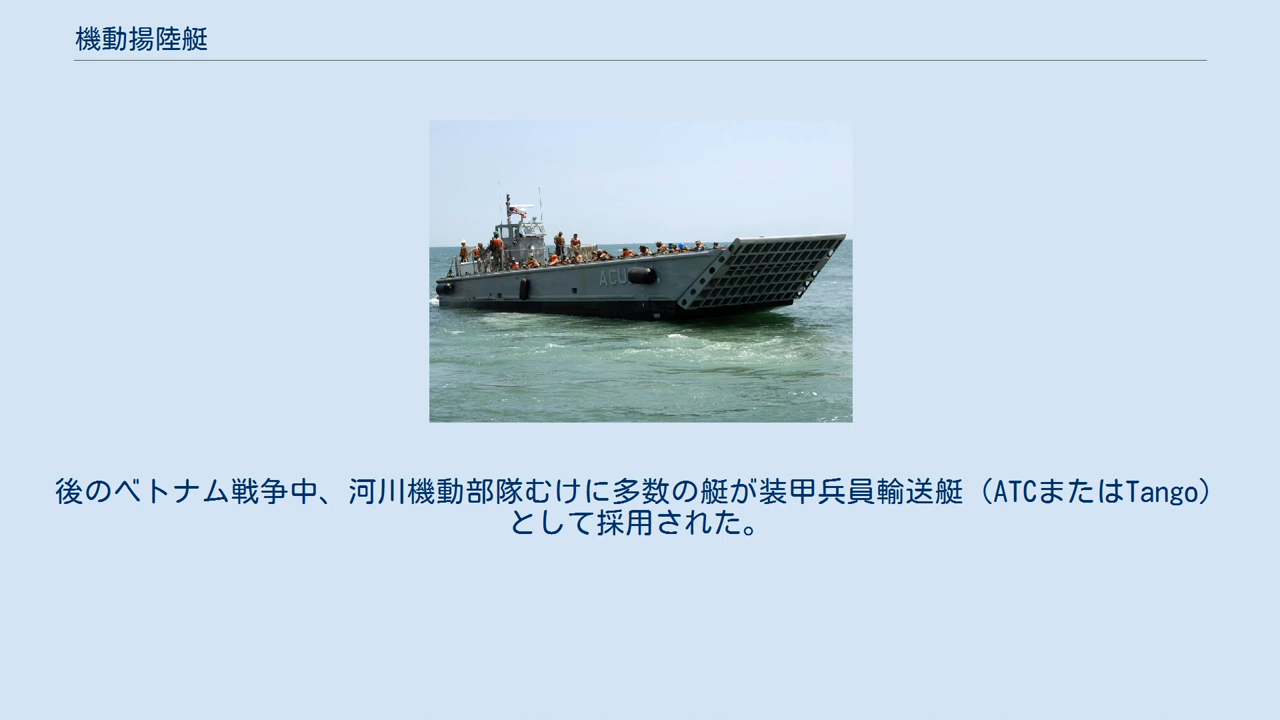 機動揚陸艇
ACU
後のベトナム戦争中、河川機動部隊むけに多数の艇が装甲兵員輸送艇（ATCまたはTango）
として採用された。